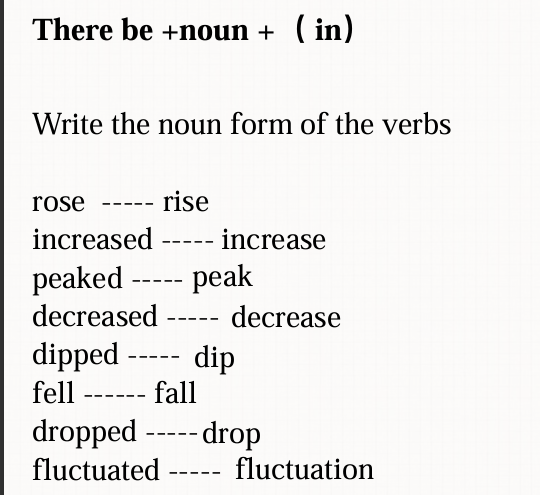 There be +noun + ( in)
Write the noun form of the verbs
rose ----- rise
increased ----- increase
peaked ----- peak
decreased ----- decrease
dipped ----- dip
fell ------ fall
dropped ----- drop
fluctuated ----- fluctuation